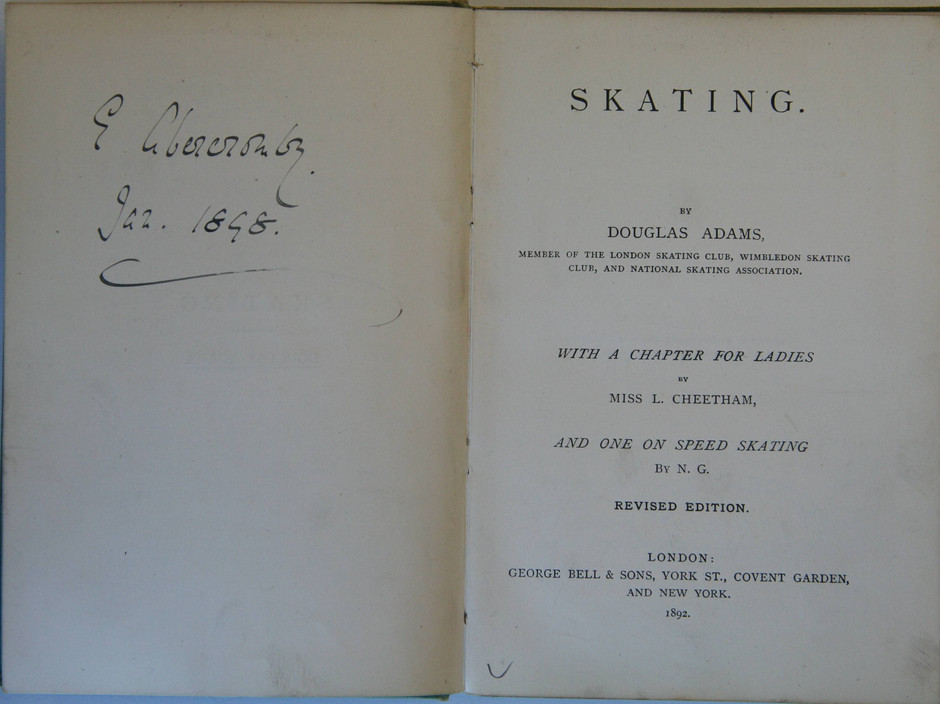 E Abercromby.
Jan. 1898.
SKATING.
BY
DOUGLAS ADAMS,
MEMBER OF THE LONDON SKATING CLUB, WIMBLEDON SKATING
CLUB, AND NATIONAL SKATING ASSOCIATION.
WITH A CHAPTER FOR LADIES
BY
MISS L. CHEETHAM,
AND ONE ON SPEED SKATING
BY N. G.
REVISED EDITION.
LONDON:
GEORGE BELL & SONS, YORK ST., COVENT GARDEN,
AND NEW YORK.
1892.